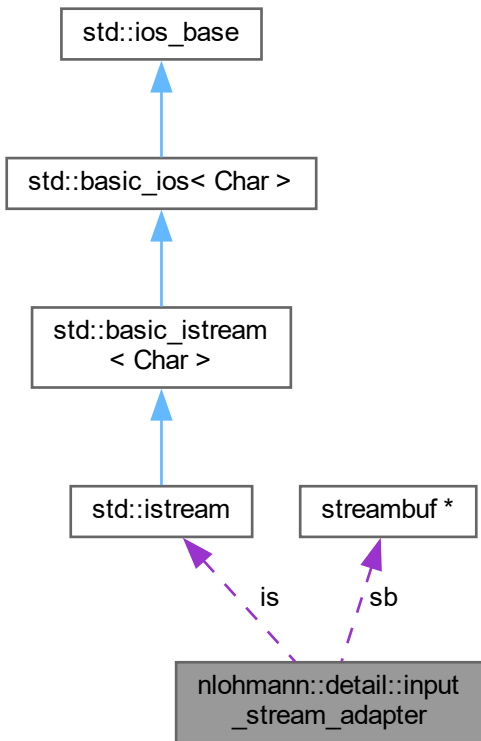 std::ios_base
std::basic_ios< Char >
std::basic_istream
< Char >
std::istream
streambuf *
is
sb
nlohmann::detail::input
_stream_adapter